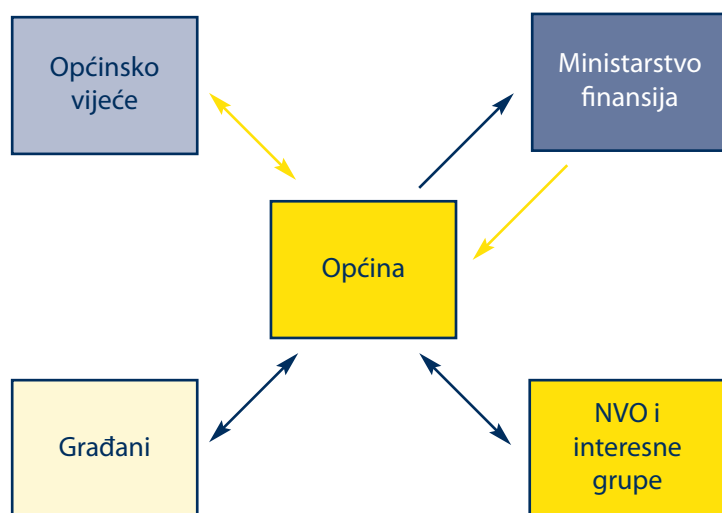 Općinsko
vijeće
Ministarstvo
finansija
Općina
Građani
NVO i
interesne
grupe